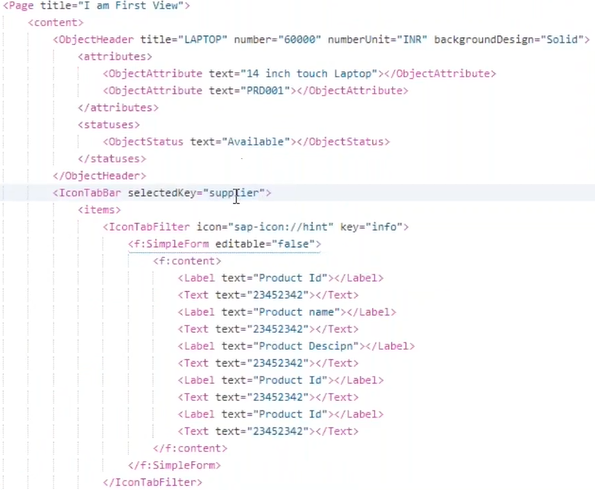 <Page title="I am First View">
<content>
<ObjectHeader title="LAPTOP" number="60000" numberUnit="INR" backgroundDesign="Solid">
<attributes>
<ObjectAttribute text="14 inch touch Laptop"></ObjectAttribute>
<ObjectAttribute text="PRD001"></ObjectAttribute>
</attributes>
<statuses>
<ObjectStatus text="Available"></ObjectStatus>
</statuses>
</ObjectHeader>
<IconTabBar selectedKey="supplier">
<items>
<IconTabFilter icon="sap-icon://hint" key="info">
<f:SimpleForm editable="false">
<f:content>
<Label text="Product Id"></Label>
<Text text="23452342"></Text>
<Label text="Product name"></Label>
<Text text="23452342"></Text>
<Label text="Product Descipn"></Label>
<Text text="23452342"></Text>
<Label text="Product Id"></Label>
<Text text="23452342"></Text>
<Label text="Product Id"></Label>
<Text text="23452342"></Text>
</f:content>
</f:SimpleForm>
</IconTabFilter>